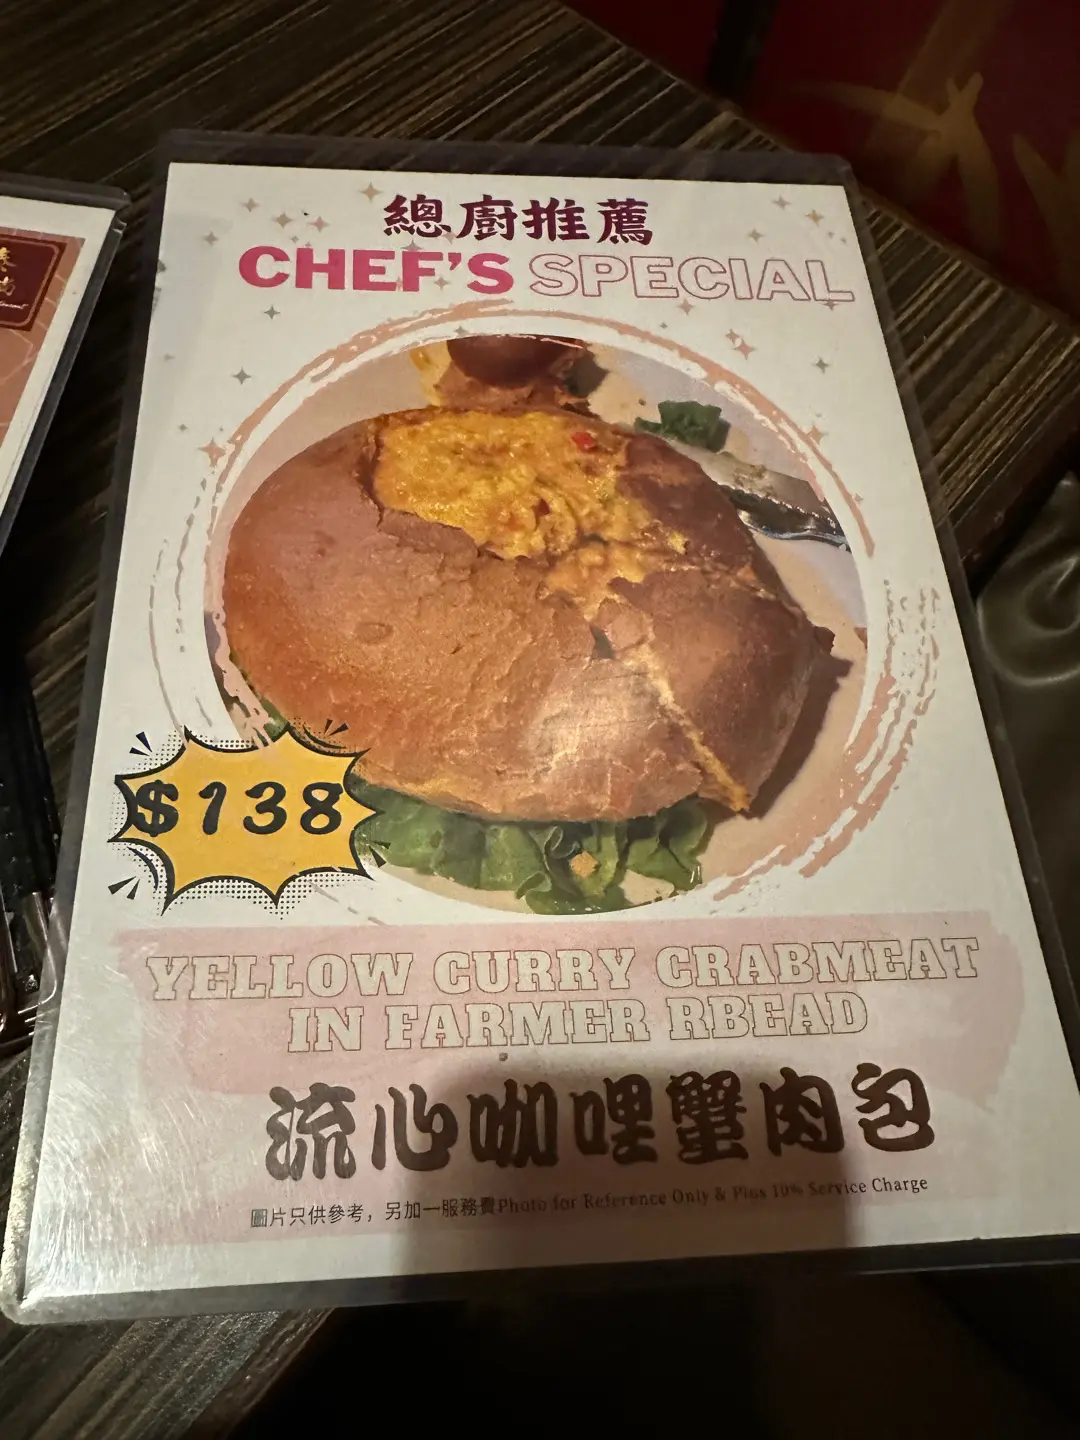 總廚推薦
CHEF'S SPECIAL
$138
YELLOW CURRY CRABMEAT
IN FARMER RBEAD
流心咖哩蟹肉包
圖片只供參考，另加一服務費Photo for Reference Only & Plus 10% Service Charge